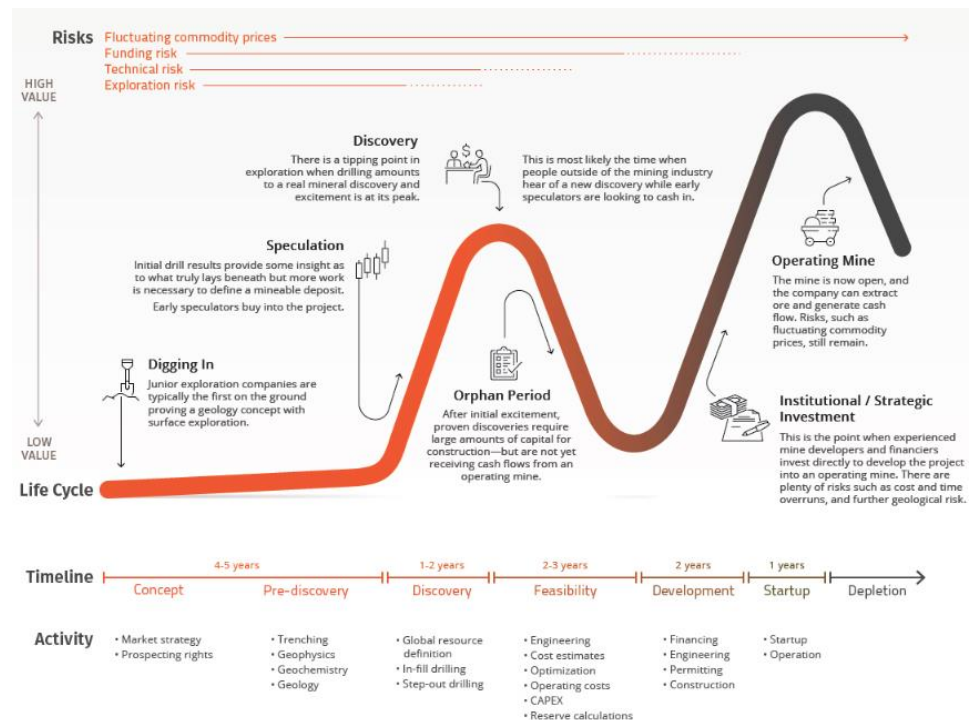 Risks
Fluctuating commodity prices
Funding risk
Technical risk
Exploration risk
HIGH
VALUE
LOW
VALUE
Discovery
There is a tipping point in
exploration when drilling amounts
to a real mineral discovery and
excitement is at its peak.
$
This is most likely the time when
people outside of the mining industry
hear of a new discovery while early
speculators are looking to cash in.
Speculation
Initial drill results provide some insight as
to what truly lays beneath but more work
is necessary to define a mineable deposit.
Early speculators buy into the project.
Operating Mine
The mine is now open, and
the company can extract
ore and generate cash
flow. Risks, such as
fluctuating commodity
prices, still remain.
Digging In
Junior exploration companies are
typically the first on the ground
proving a geology concept with
surface exploration.
Orphan Period
After initial excitement,
proven discoveries require
large amounts of capital for
construction—but are not yet
receiving cash flows from an
operating mine.
Institutional / Strategic
Investment
This is the point when experienced
mine developers and financiers
invest directly to develop the project
into an operating mine. There are
plenty of risks such as cost and time
overruns, and further geological risk.
Life Cycle
Timeline
4-5 years
1-2 years
2-3 years
2 years
1 years
Concept
Pre-discovery
Discovery
Feasibility
Development
Startup
Depletion
Activity
• Market strategy
• Prospecting rights
• Trenching
• Geophysics
• Geochemistry
• Geology
• Global resource
definition
• In-fill drilling
• Step-out drilling
• Engineering
• Cost estimates
• Optimization
• Operating costs
• CAPEX
• Reserve calculations
• Financing
• Engineering
• Permitting
• Construction
• Startup
• Operation